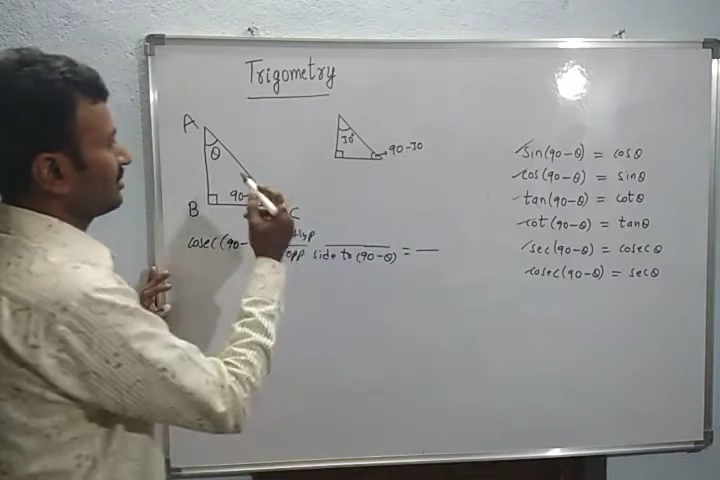 Trigometry
A
θ
B
90-
C
30°
90-30
cosec(90-
Hyp
opp side to (90-θ) =
sin(90-θ) = cosθ
cos(90-θ) = sinθ
tan(90-θ) = cotθ
cot(90-θ) = tanθ
sec(90-θ) = cosecθ
cosec(90-θ) = secθ